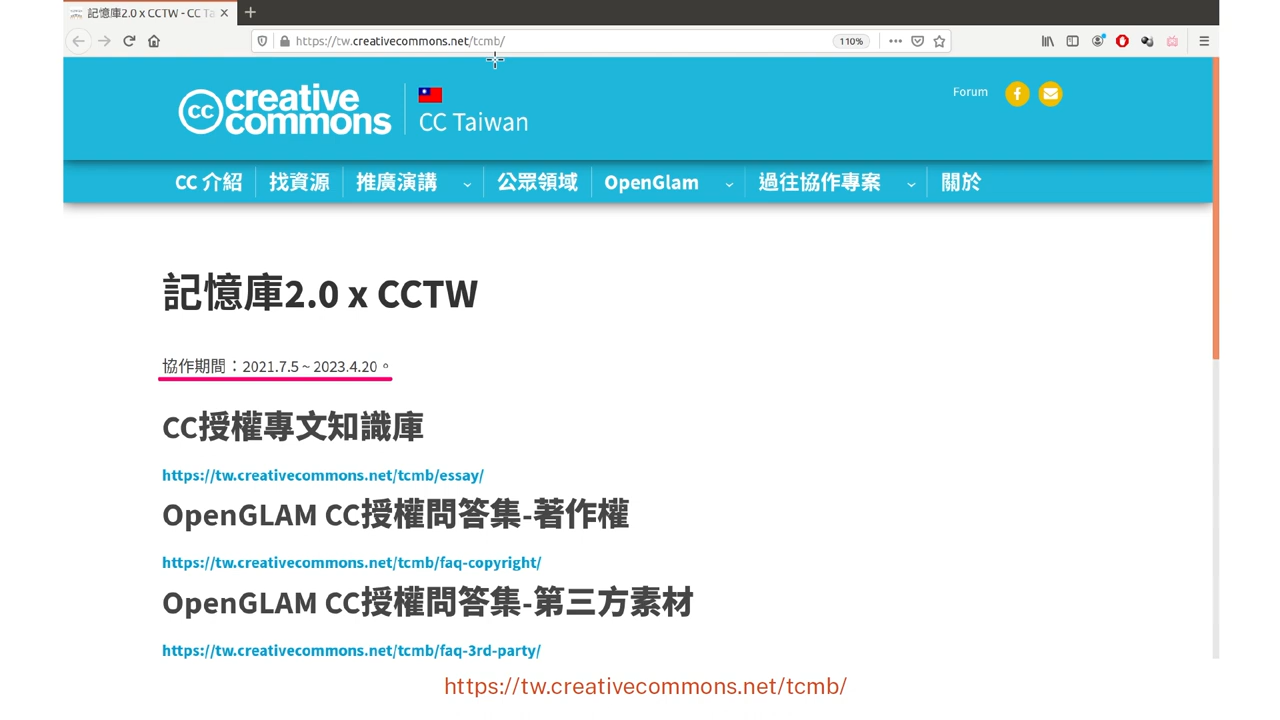 記憶庫2.0 x CCTW - CC Ta
https://tw.creativecommons.net/tcmb/
110%
cc creative commons
CC Taiwan
Forum
CC 介紹
找資源
推廣演講
公眾領域
OpenGlam
過往協作專案
關於
記憶庫2.0 x CCTW
協作期間：2021.7.5 ~ 2023.4.20。
CC授權專文知識庫
https://tw.creativecommons.net/tcmb/essay/
OpenGLAM CC授權問答集-著作權
https://tw.creativecommons.net/tcmb/faq-copyright/
OpenGLAM CC授權問答集-第三方素材
https://tw.creativecommons.net/tcmb/faq-3rd-party/
https://tw.creativecommons.net/tcmb/